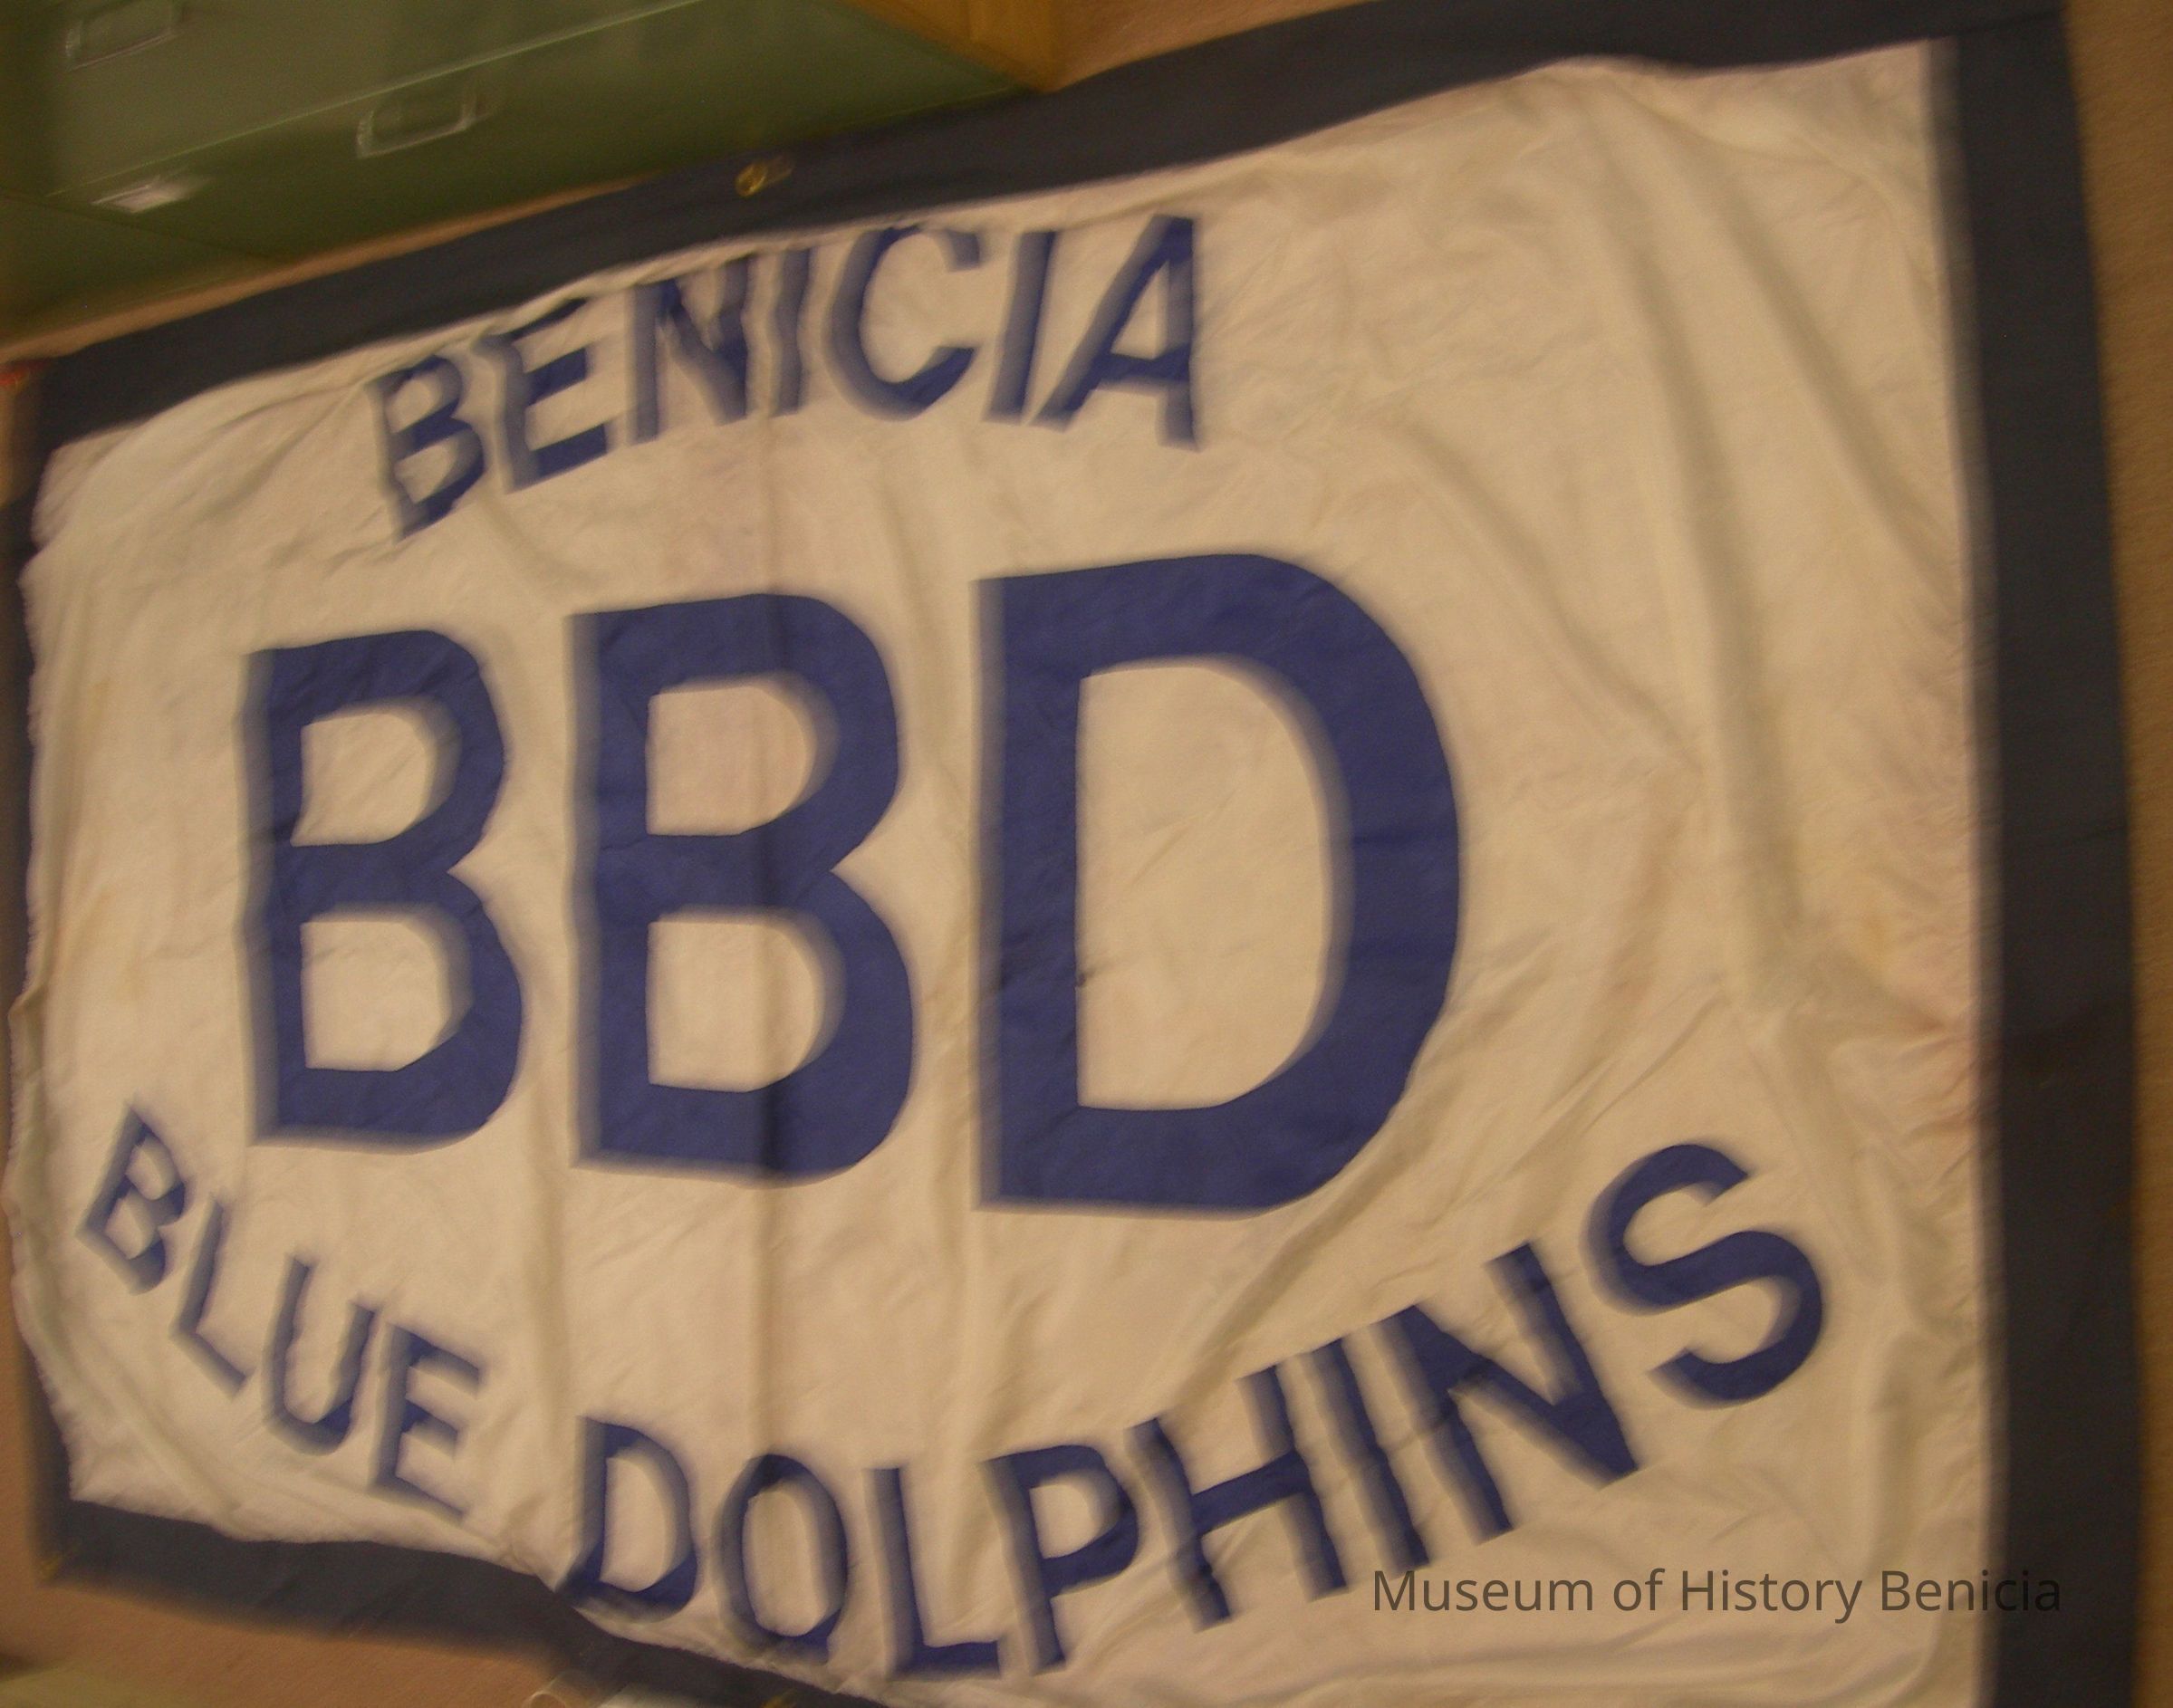 BENICIA
BBD
BLUE DOLPHINS
Museum of History Benicia